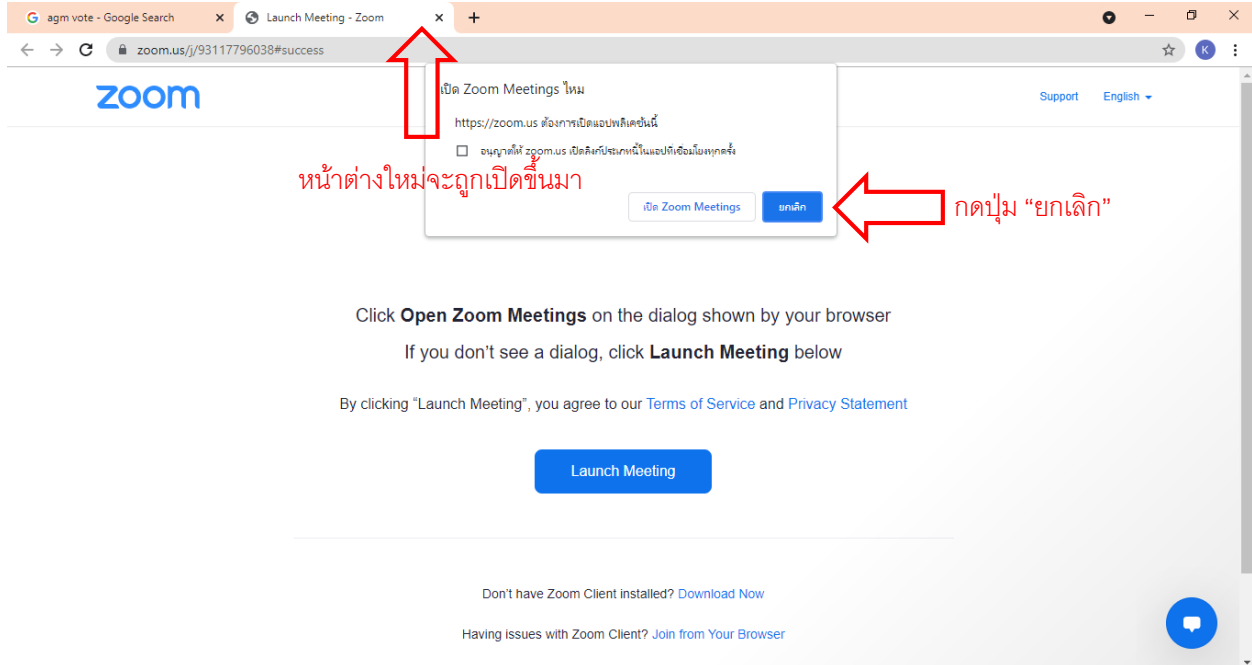 agm vote - Google Search
Launch Meeting - Zoom
zoom.us/j/93117796038#success
K
zoom
Support
English
เปิด Zoom Meetings ไหม
https://zoom.us ต้องการเปิดแอปพลิเคชันนี้
อนุญาตให้ zoom.us เปิดลิงก์ประเภทนี้ในแอปที่เชื่อมโยงทุกครั้ง
หน้าต่างใหม่จะถูกเปิดขึ้นมา
เปิด Zoom Meetings
ยกเลิก
กดปุ่ม “ยกเลิก”
Click Open Zoom Meetings on the dialog shown by your browser
If you don’t see a dialog, click Launch Meeting below
By clicking “Launch Meeting”, you agree to our Terms of Service and Privacy Statement
Launch Meeting
Don’t have Zoom Client installed? Download Now
Having issues with Zoom Client? Join from Your Browser